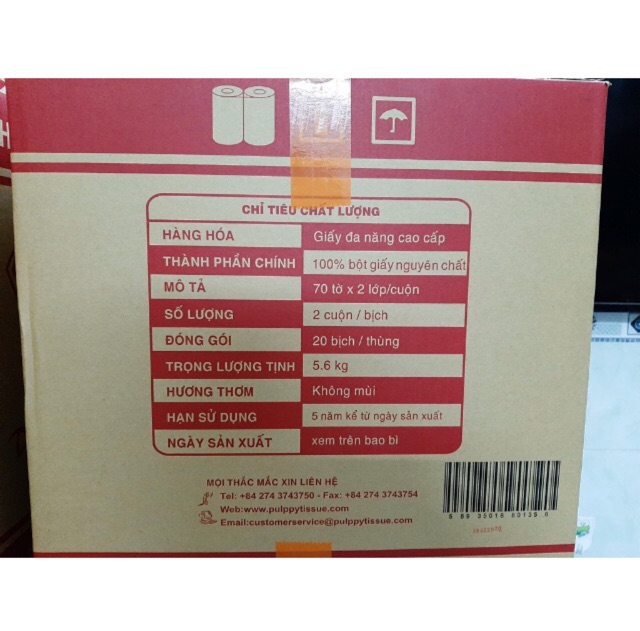 H
CHỈ TIÊU CHẤT LƯỢNG
HÀNG HÓA Giấy đa năng cao cấp
THÀNH PHẦN CHÍNH 100% bột giấy nguyên chất
MÔ TẢ 70 tờ x 2 lớp/cuộn
SỐ LƯỢNG 2 cuộn / bịch
ĐÓNG GÓI 20 bịch / thùng
TRỌNG LƯỢNG TỊNH 5.6 kg
HƯƠNG THƠM Không mùi
HẠN SỬ DỤNG 5 năm kể từ ngày sản xuất
NGÀY SẢN XUẤT xem trên bao bì
MỌI THẮC MẮC XIN LIÊN HỆ
Tel: +84 274 3743750 - Fax: +84 274 3743754
Web:www.pulppytissue.com
Email:customerservice@pulppytissue.com